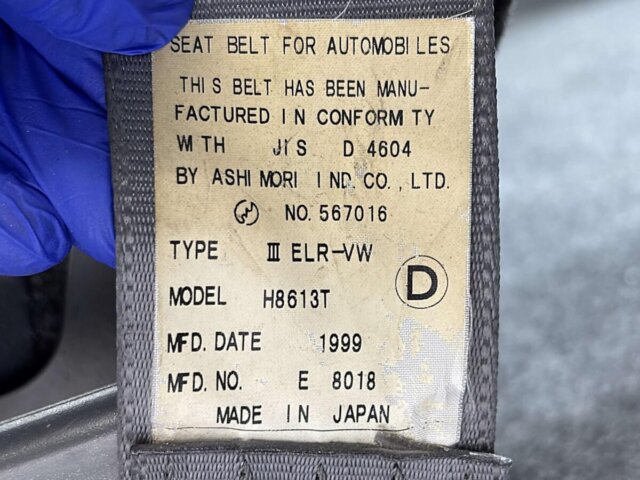 SEAT BELT FOR AUTOMOBILES
THIS BELT HAS BEEN MANU-
FACTURED IN CONFORMITY
WITH JIS D 4604
BY ASHIMORI IND. CO., LTD.
NO. 567016
TYPE III ELR-VW
D
MODEL H8613T
MFD. DATE 1999
MFD. NO. E 8018
MADE IN JAPAN